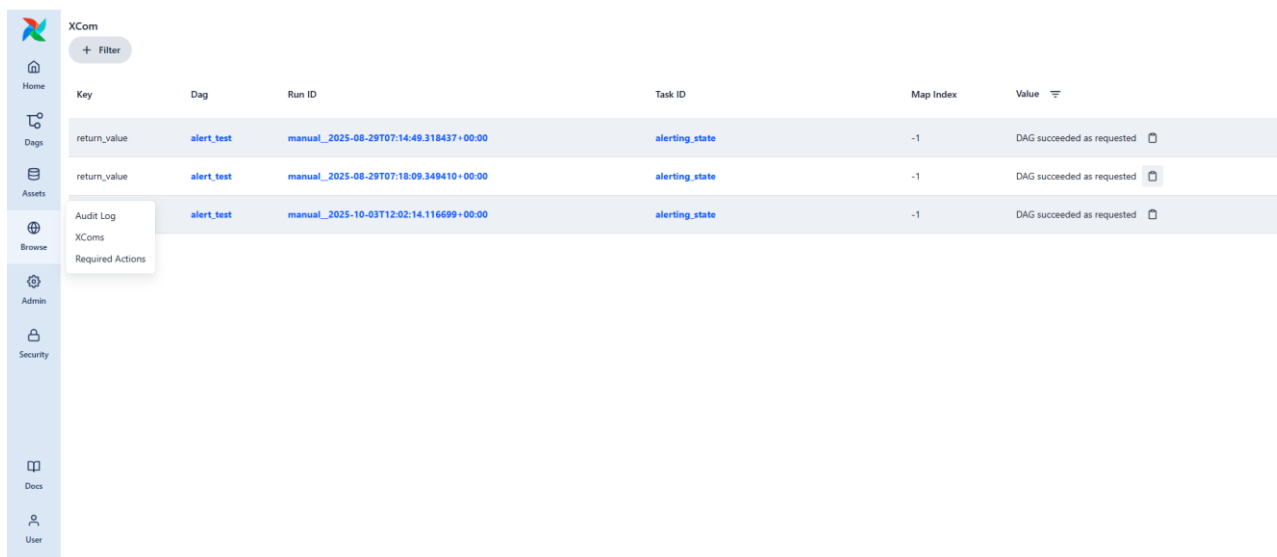 XCom
+ Filter
Home
Dags
Assets
Browse
Admin
Security
Docs
User
Key Dag Run ID Task ID Map Index Value
return_value alert_test manual__2025-08-29T07:14:49.318437+00:00 alerting_state -1 DAG succeeded as requested
return_value alert_test manual__2025-08-29T07:18:09.349410+00:00 alerting_state -1 DAG succeeded as requested
alert_test manual__2025-10-03T12:02:14.116699+00:00 alerting_state -1 DAG succeeded as requested
Audit Log
XComs
Required Actions